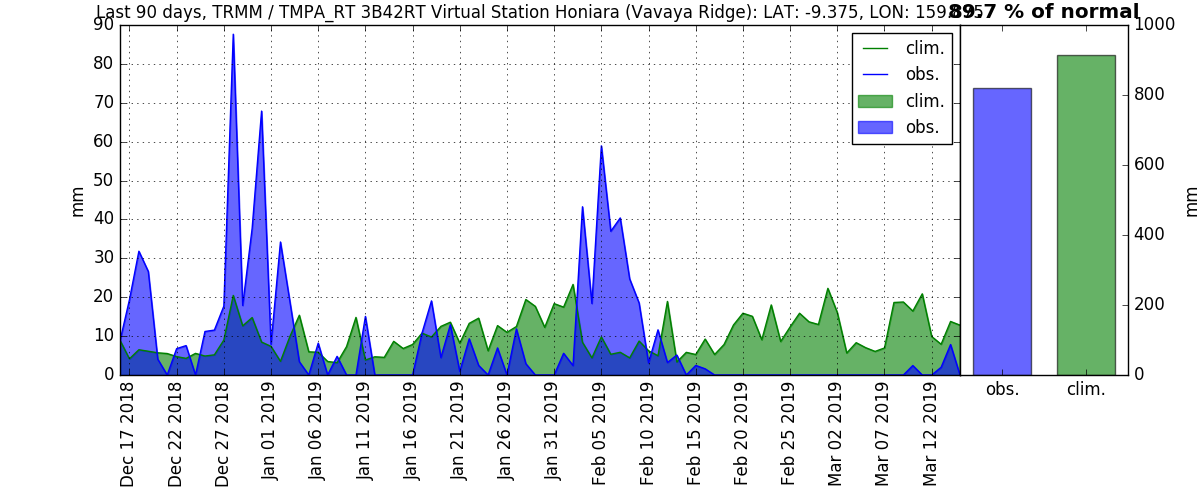 Last 90 days, TRMM / TMPA_RT 3B42RT Virtual Station Honiara (Vavaya Ridge): LAT: -9.375, LON:
89.7 % of normal
90
80
70
60
50
40
30
20
10
0
mm
clim.
obs.
clim.
obs.
Dec 17 2018
Dec 22 2018
Dec 27 2018
Jan 01 2019
Jan 06 2019
Jan 11 2019
Jan 16 2019
Jan 21 2019
Jan 26 2019
Jan 31 2019
Feb 05 2019
Feb 10 2019
Feb 15 2019
Feb 20 2019
Feb 25 2019
Mar 02 2019
Mar 07 2019
Mar 12 2019
1000
800
600
400
200
0
mm
obs.
clim.